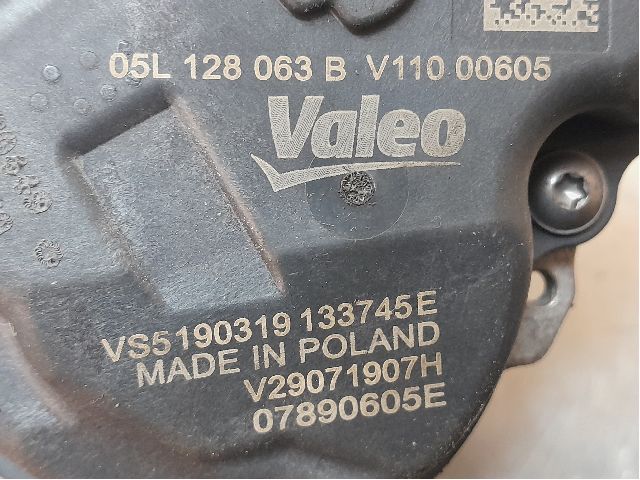 05L 128 063 B V110 00605
Valeo
VS5190319 133745E
MADE IN POLAND
V29071907H
07890605E